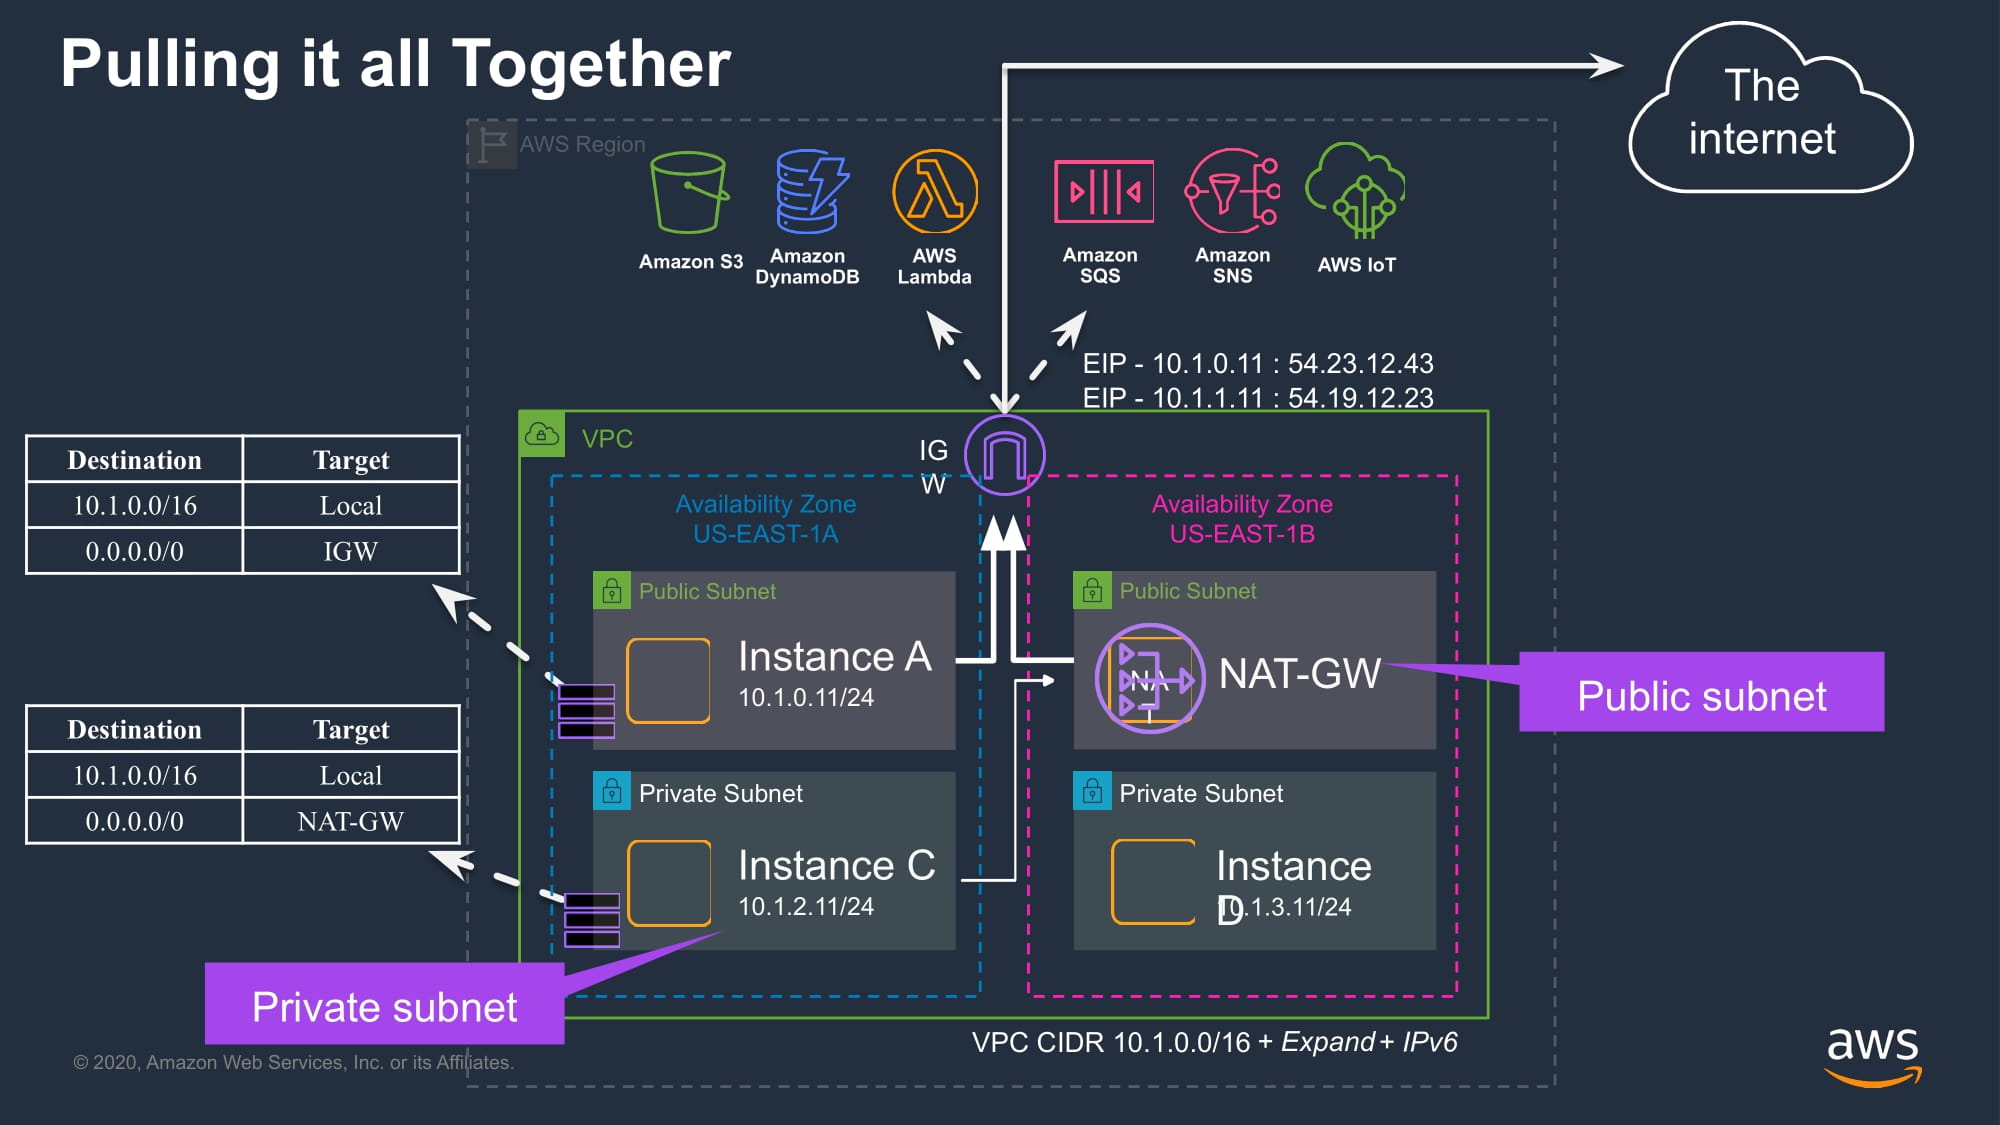 Pulling it all Together
The
internet
AWS Region
Amazon S3
Amazon
DynamoDB
AWS
Lambda
Amazon
SQS
Amazon
SNS
AWS IoT
EIP - 10.1.0.11 : 54.23.12.43
EIP - 10.1.1.11 : 54.19.12.23
VPC
IG
W
Destination Target
10.1.0.0/16 Local
0.0.0.0/0 IGW
Availability Zone
US-EAST-1A
Availability Zone
US-EAST-1B
Public Subnet
Instance A
10.1.0.11/24
Public Subnet
NA
T
NAT-GW
Public subnet
Destination Target
10.1.0.0/16 Local
0.0.0.0/0 NAT-GW
Private Subnet
Instance C
10.1.2.11/24
Private Subnet
Instance
D
10.1.3.11/24
Private subnet
VPC CIDR 10.1.0.0/16 + Expand + IPv6
© 2020, Amazon Web Services, Inc. or its Affiliates.
aws